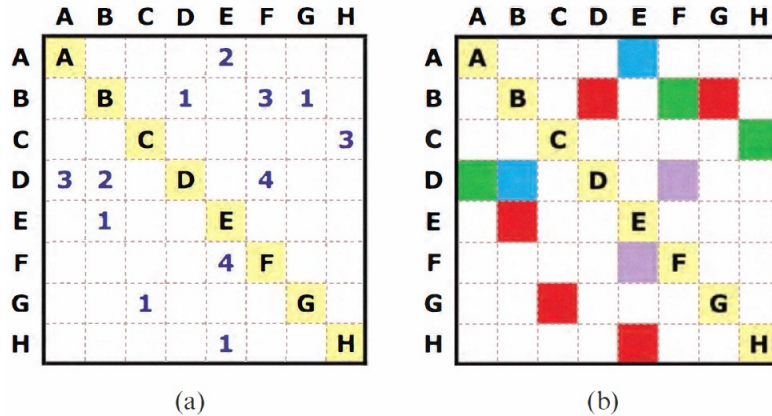 A B C D E F G H
A A 2
B B 1 3 1
C C 3
D 3 2 D 4
E 1 E
F 4 F
G 1 G
H 1 H
(a)
A B C D E F G H
A A
B B
C C
D D
E E
F F
G G
H H
(b)